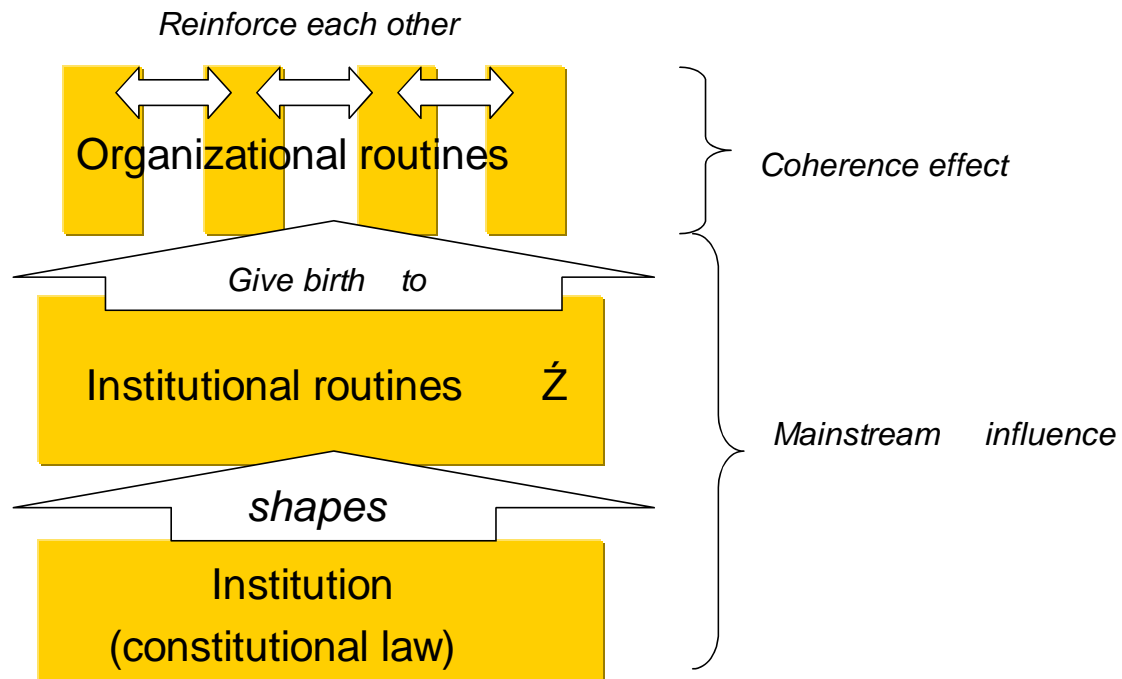 Reinforce each other
Organizational routines
Coherence effect
Give birth to
Institutional routines Ź
Mainstream influence
shapes
Institution
(constitutional law)